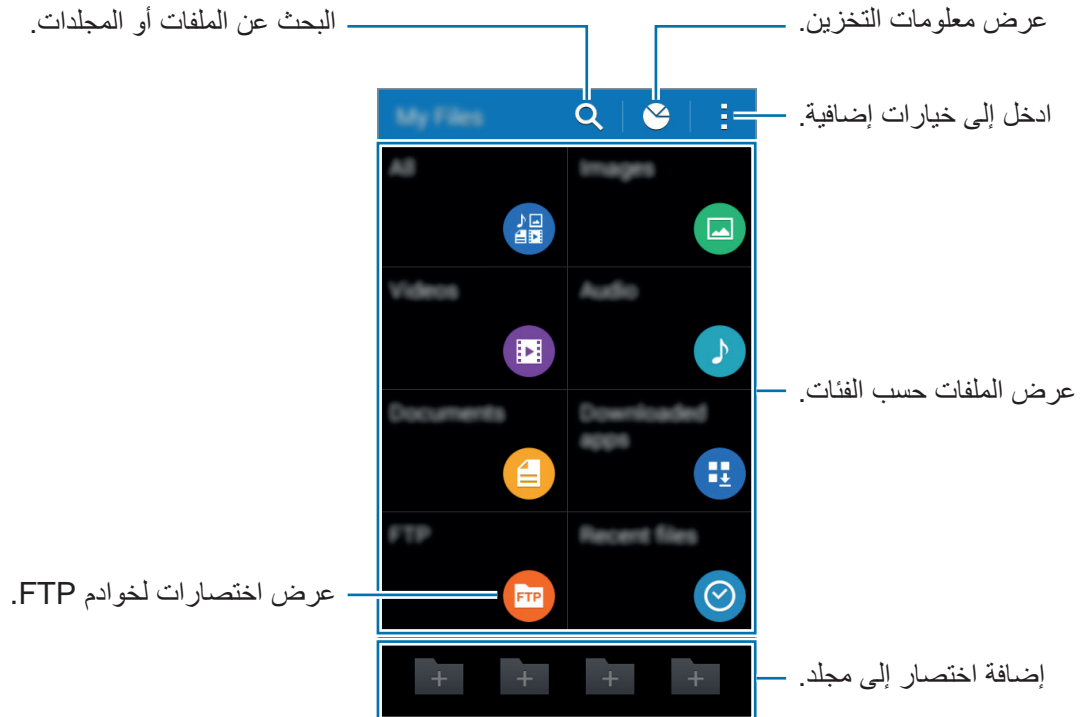 عرض معلومات التخزين.
البحث عن الملفات أو المجلدات.
ادخل إلى خيارات إضافية.
My Files
All
Images
Videos
Audio
عرض الملفات حسب الفئات.
Documents
Downloaded
apps
FTP
Recent files
عرض اختصارات لخوادم FTP.
FTP
إضافة اختصار إلى مجلد.